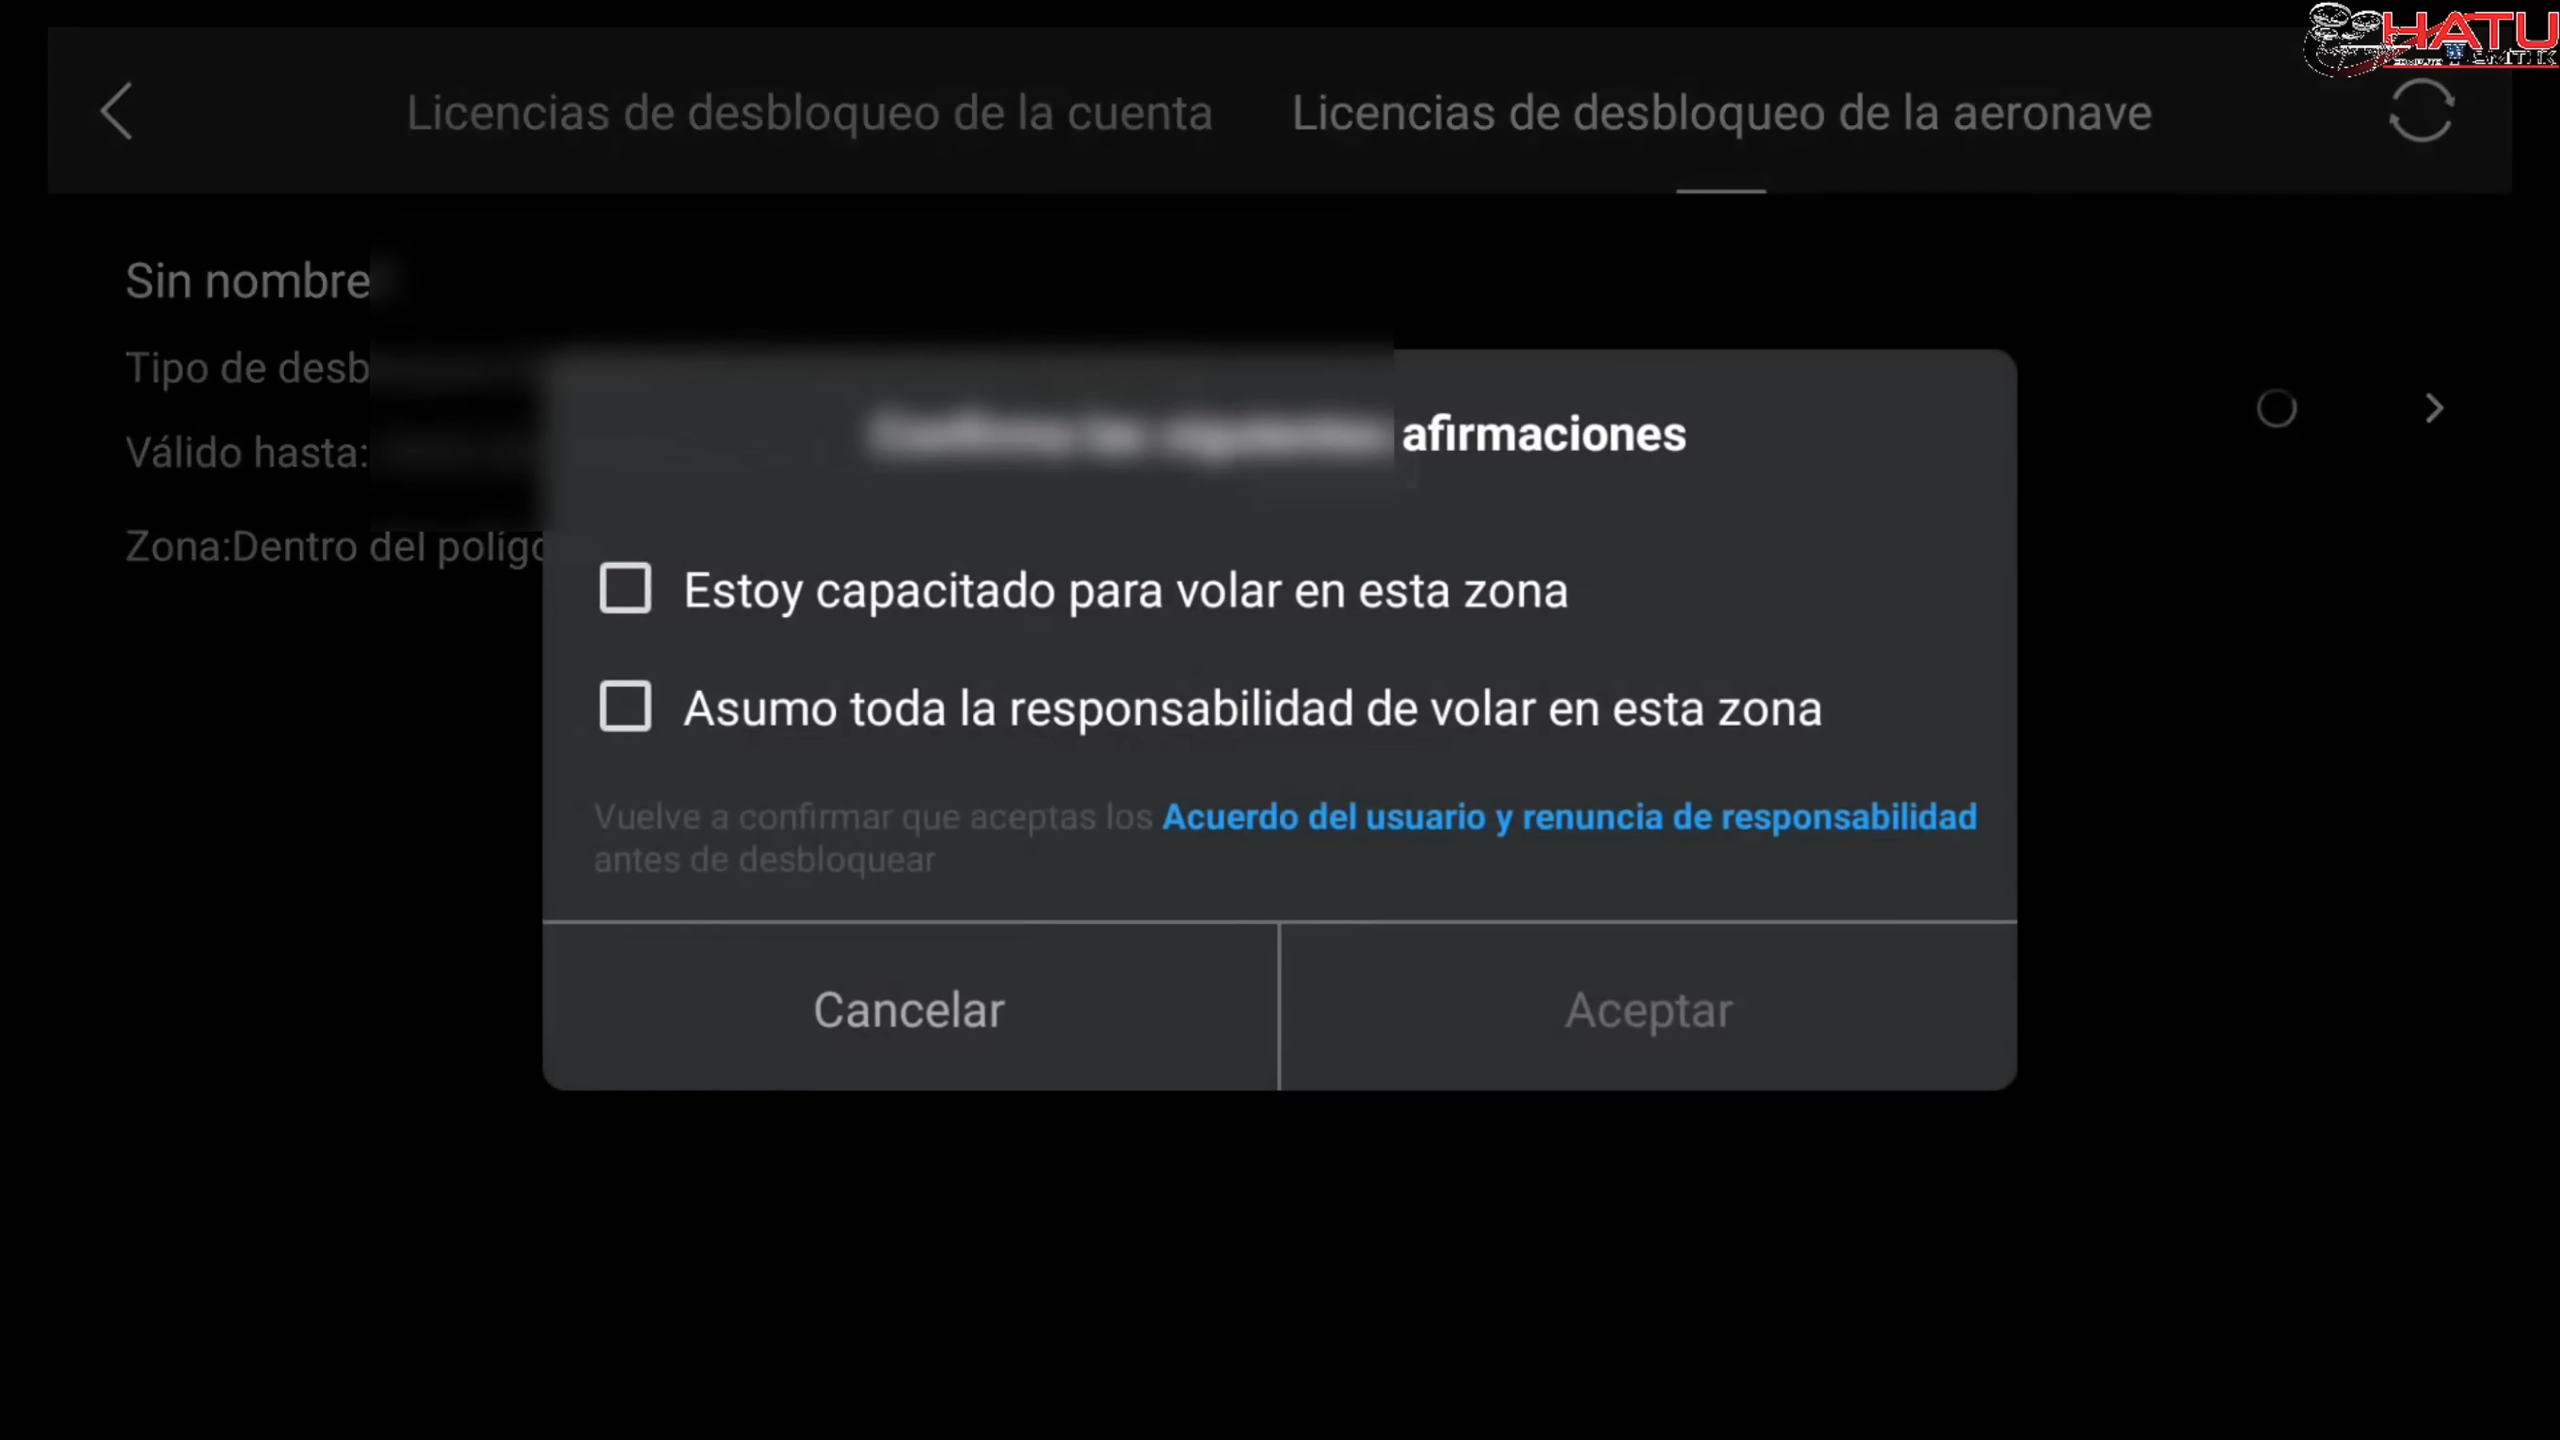 HATU
Licencias de desbloqueo de la cuenta
Licencias de desbloqueo de la aeronave
Sin nombre
Tipo de desb
Válido hasta:
Zona:Dentro del polígo
afirmaciones
Estoy capacitado para volar en esta zona
Asumo toda la responsabilidad de volar en esta zona
Vuelve a confirmar que aceptas los Acuerdo del usuario y renuncia de responsabilidad
antes de desbloquear
Cancelar
Aceptar